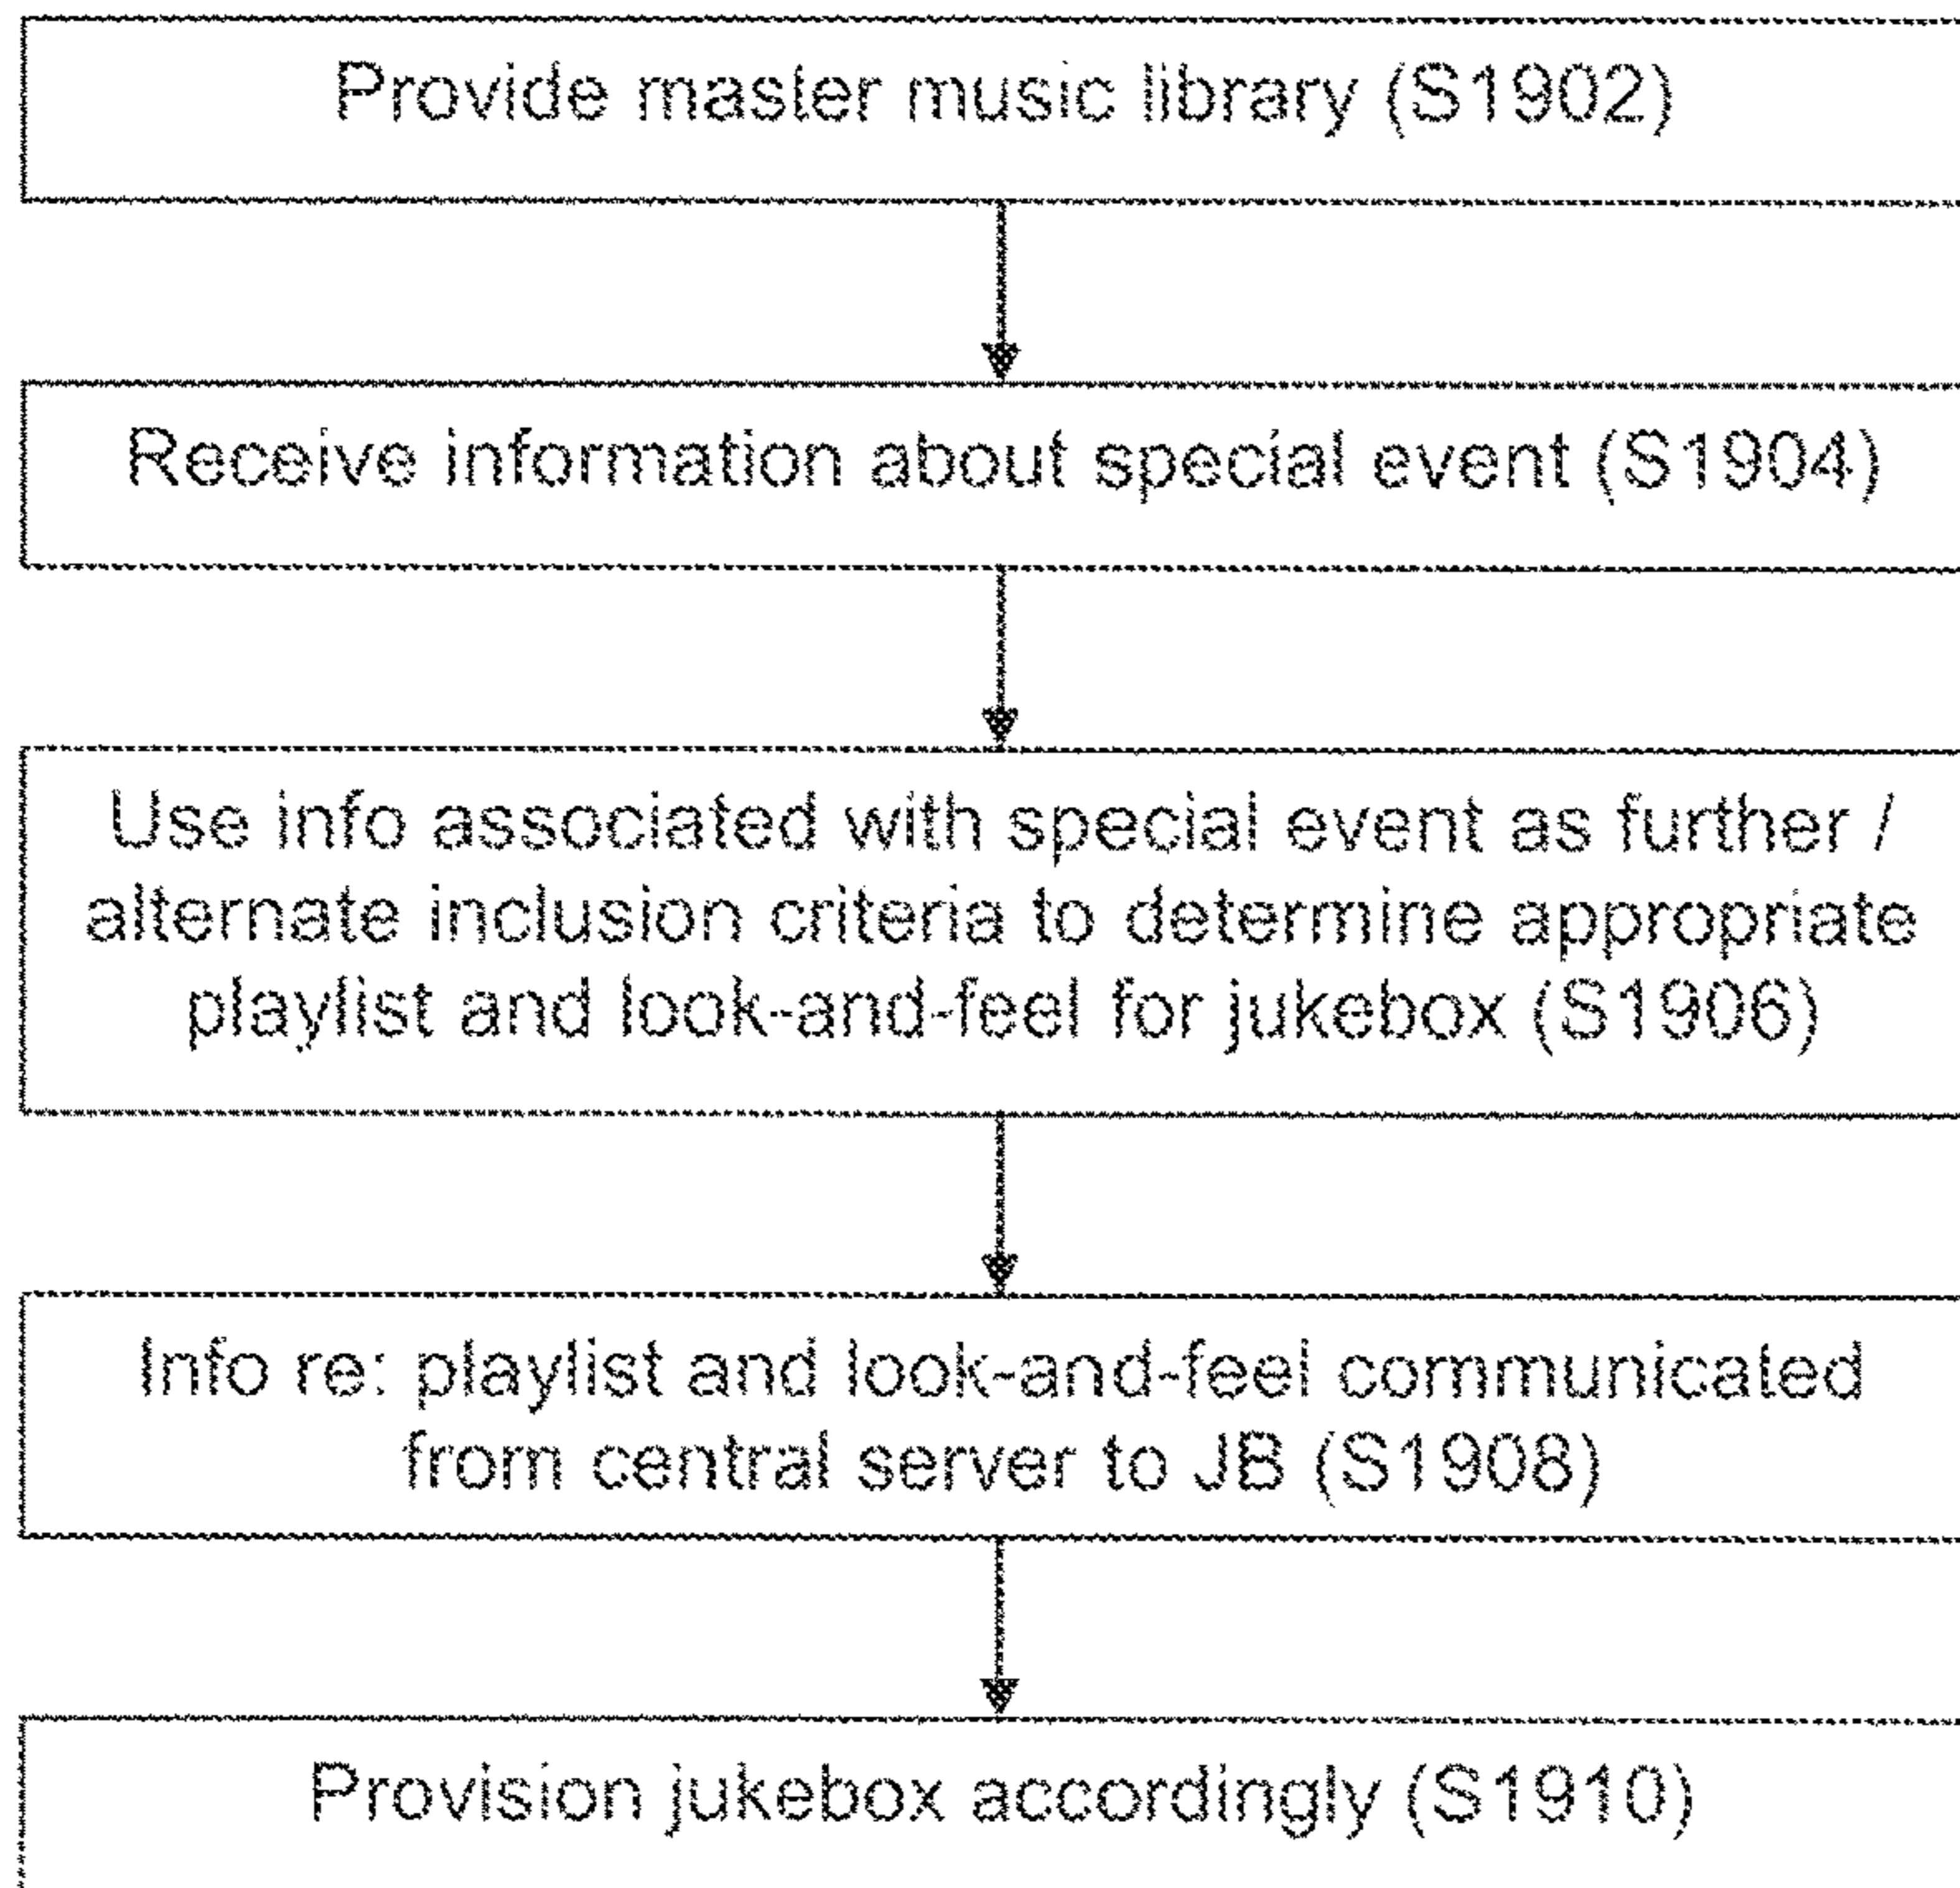 Provide master music library (S1902)
Receive information about special event (S1904)
Use info associated with special event as further /
alternate inclusion criteria to determine appropriate
playlist and look-and-feel for jukebox (S1906)
Info re: playlist and look-and-feel communicated
from central server to JB (S1908)
Provision jukebox accordingly (S1910)